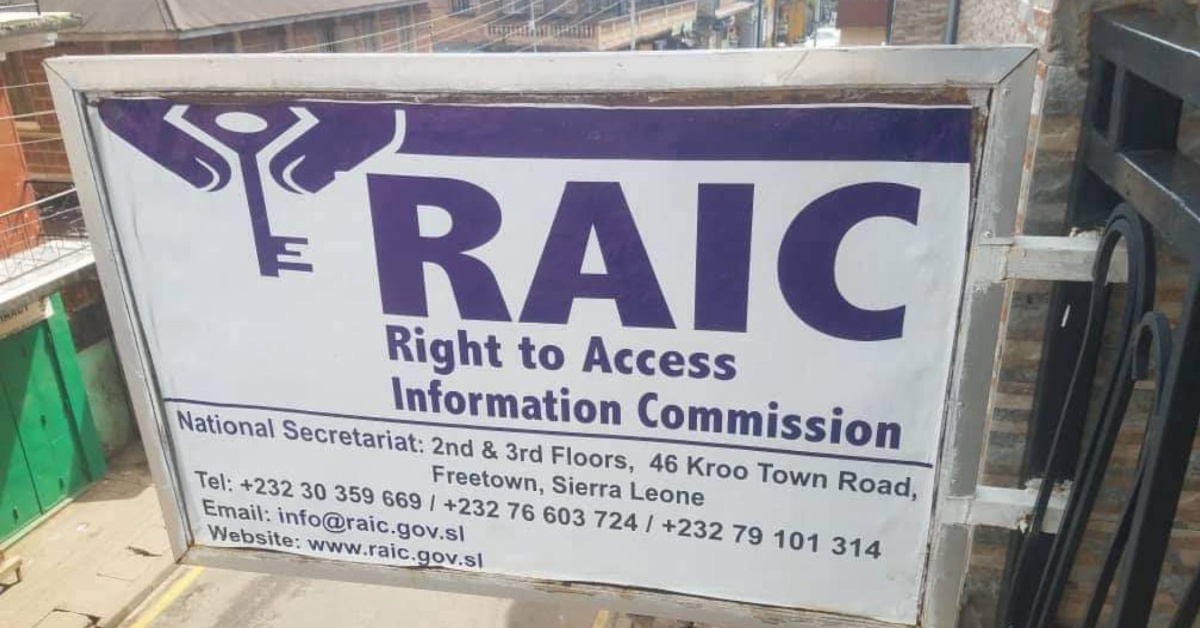 RAIC
Right to Access
Information Commission
National Secretariat: 2nd & 3rd Floors, 46 Kroo Town Road,
Freetown, Sierra Leone
Tel: +232 30 359 669 / +232 76 603 724 / +232 79 101 314
Email: info@raic.gov.sl
Website: www.raic.gov.sl